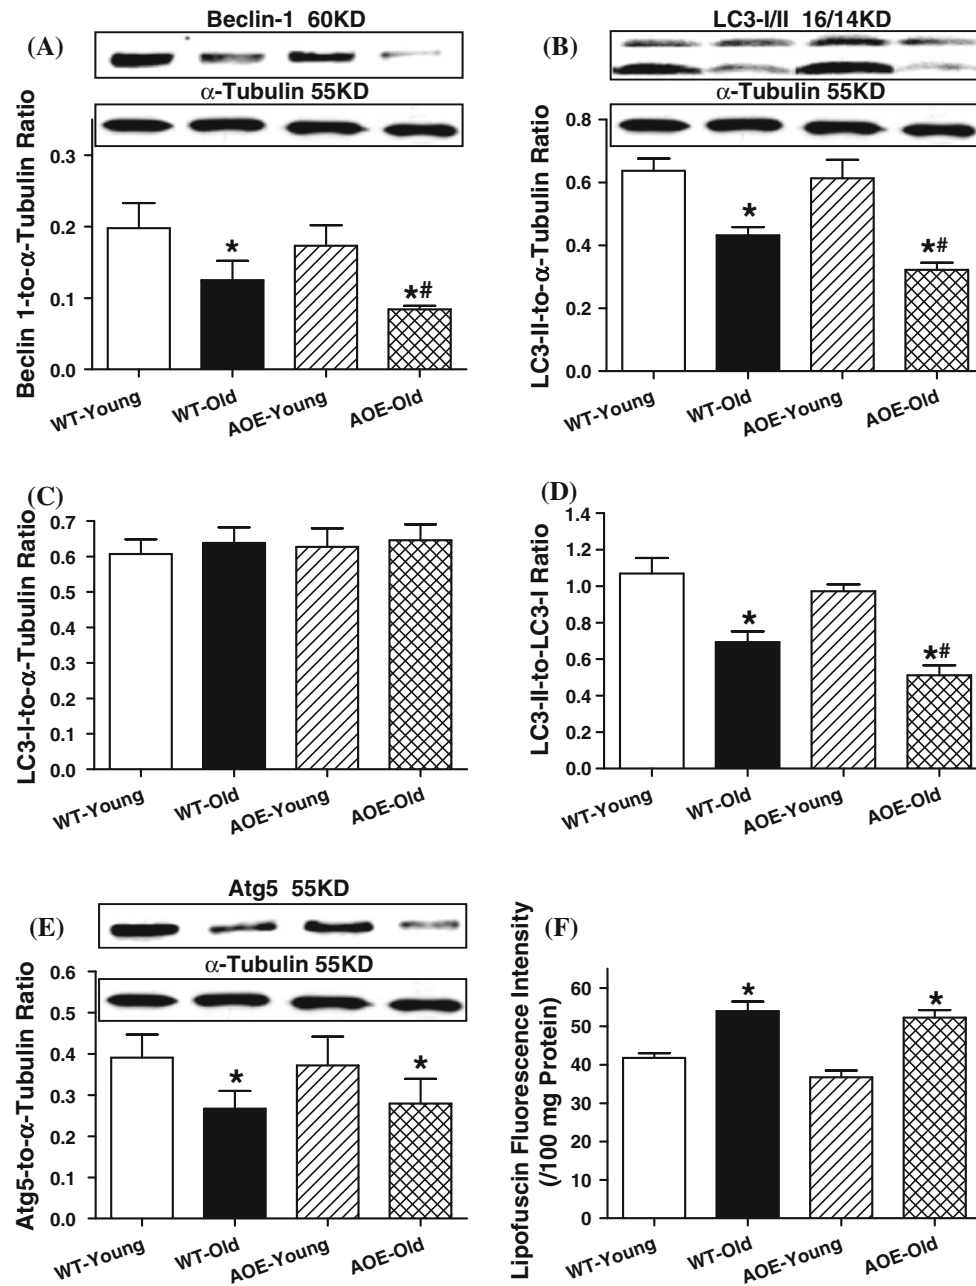 (A)
Beclin-1 60KD
α-Tubulin 55KD
Beclin 1-to-α-Tubulin Ratio
0.3
0.2
0.1
0.0
*
*#
WT-Young
WT-Old
AOE-Young
AOE-Old
(B)
LC3-I/II 16/14KD
α-Tubulin 55KD
LC3-II-to-α-Tubulin Ratio
0.8
0.6
0.4
0.2
0.0
*
*#
WT-Young
WT-Old
AOE-Young
AOE-Old
(C)
LC3-I-to-α-Tubulin Ratio
0.7
0.6
0.5
0.4
0.3
0.2
0.1
0.0
WT-Young
WT-Old
AOE-Young
AOE-Old
(D)
LC3-II-to-LC3-I Ratio
1.4
1.2
1.0
0.8
0.6
0.4
0.2
0.0
*
*#
WT-Young
WT-Old
AOE-Young
AOE-Old
(E)
Atg5 55KD
α-Tubulin 55KD
Atg5-to-α-Tubulin Ratio
0.6
0.5
0.4
0.3
0.2
0.1
0.0
*
*
WT-Young
WT-Old
AOE-Young
AOE-Old
(F)
Lipofuscin Fluorescence Intensity
(/100 mg Protein)
60
50
40
30
20
10
0
*
*
WT-Young
WT-Old
AOE-Young
AOE-Old